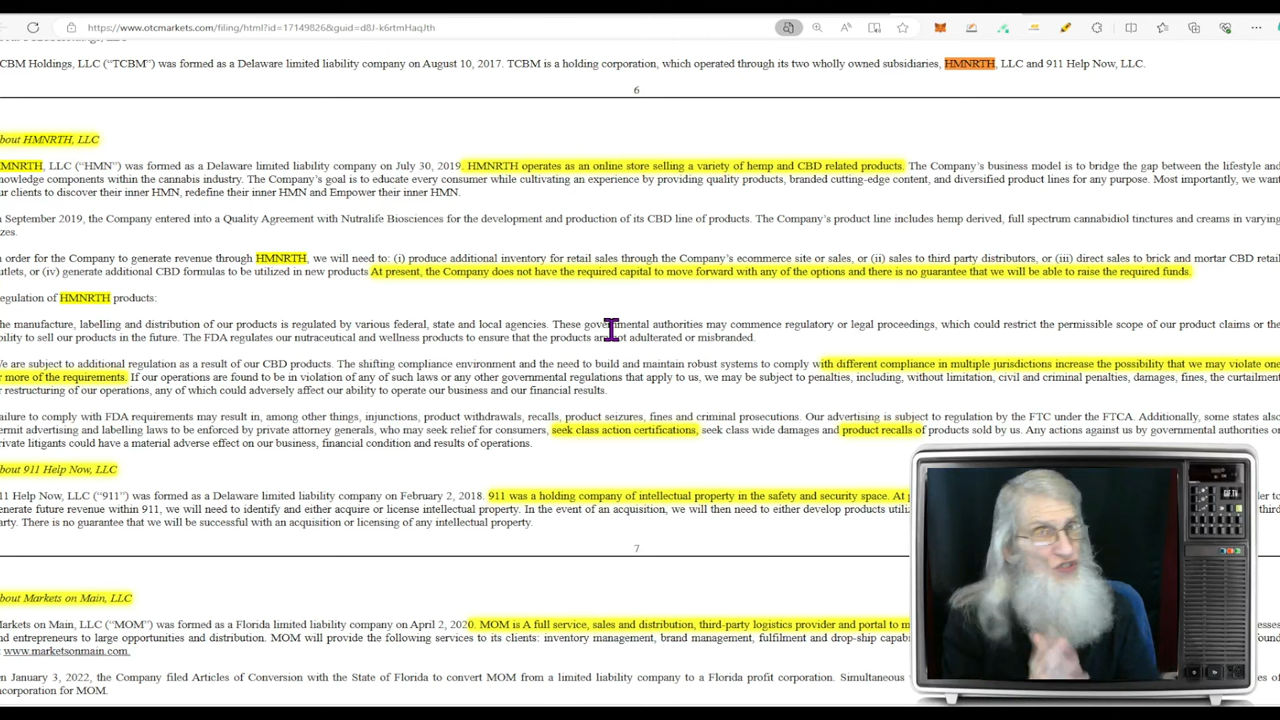 https://www.otcmarkets.com/filing/html?id=17149826&guid=d8J-k6rtmHaqJth
CBM Holdings, LLC (“TCBM”) was formed as a Delaware limited liability company on August 10, 2017. TCBM is a holding corporation, which operated through its two wholly owned subsidiaries, HMNRTH, LLC and 911 Help Now, LLC.
6
bout HMNRTH, LLC
MNRTH, LLC (“HMN”) was formed as a Delaware limited liability company on July 30, 2019. HMNRTH operates as an online store selling a variety of hemp and CBD related products. The Company’s business model is to bridge the gap between the lifestyle and
nowledge components within the cannabis industry. The Company’s goal is to educate every consumer while cultivating an experience by providing quality products, branded cutting-edge content, and diversified product lines for any purpose. Most importantly, we want
ur clients to discover their inner HMN, redefine their inner HMN and Empower their inner HMN.
n September 2019, the Company entered into a Quality Agreement with Nutralife Biosciences for the development and production of its CBD line of products. The Company’s product line includes hemp derived, full spectrum cannabidiol tinctures and creams in varying
izes.
n order for the Company to generate revenue through HMNRTH, we will need to: (i) produce additional inventory for retail sales through the Company’s ecommerce site or sales, or (ii) sales to third party distributors, or (iii) direct sales to brick and mortar CBD retail
utlets, or (iv) generate additional CBD formulas to be utilized in new products At present, the Company does not have the required capital to move forward with any of the options and there is no guarantee that we will be able to raise the required funds.
egulation of HMNRTH products:
he manufacture, labelling and distribution of our products is regulated by various federal, state and local agencies. These governmental authorities may commence regulatory or legal proceedings, which could restrict the permissible scope of our product claims or the
bility to sell our products in the future. The FDA regulates our nutraceutical and wellness products to ensure that the products are not adulterated or misbranded.
e are subject to additional regulation as a result of our CBD products. The shifting compliance environment and the need to build and maintain robust systems to comply with different compliance in multiple jurisdictions increase the possibility that we may violate one
r more of the requirements. If our operations are found to be in violation of any of such laws or any other governmental regulations that apply to us, we may be subject to penalties, including, without limitation, civil and criminal penalties, damages, fines, the curtailment
r restructuring of our operations, any of which could adversely affect our ability to operate our business and our financial results.
ailure to comply with FDA requirements may result in, among other things, injunctions, product withdrawals, recalls, product seizures, fines and criminal prosecutions. Our advertising is subject to regulation by the FTC under the FTCA. Additionally, some states also
ermit advertising and labelling laws to be enforced by private attorney generals, who may seek relief for consumers, seek class action certifications, seek class wide damages and product recalls of products sold by us. Any actions against us by governmental authorities or
rivate litigants could have a material adverse effect on our business, financial condition and results of operations.
bout 911 Help Now, LLC
11 Help Now, LLC (“911”) was formed as a Delaware limited liability company on February 2, 2018. 911 was a holding company of intellectual property in the safety and security space. At
enerate future revenue within 911, we will need to identify and either acquire or license intellectual property. In the event of an acquisition, we will then need to either develop products third
arty. There is no guarantee that we will be successful with an acquisition or licensing of any intellectual property.
7
bout Markets on Main, LLC
arkets on Main, LLC (“MOM”) was formed as a Florida limited liability company on April 2, 2020. MOM is A full service, sales and distribution, third-party logistics provider and portal to
nd entrepreneurs to large opportunities and distribution. MOM will provide the following services to its clients: inventory management, brand management, fulfilment and drop-ship
t www.marketsonmain.com.
n January 3, 2022, the Company filed Articles of Conversion with the State of Florida to convert MOM from a limited liability company to a Florida profit corporation. Simultaneous
ncorporation for MOM.
GIF.TV